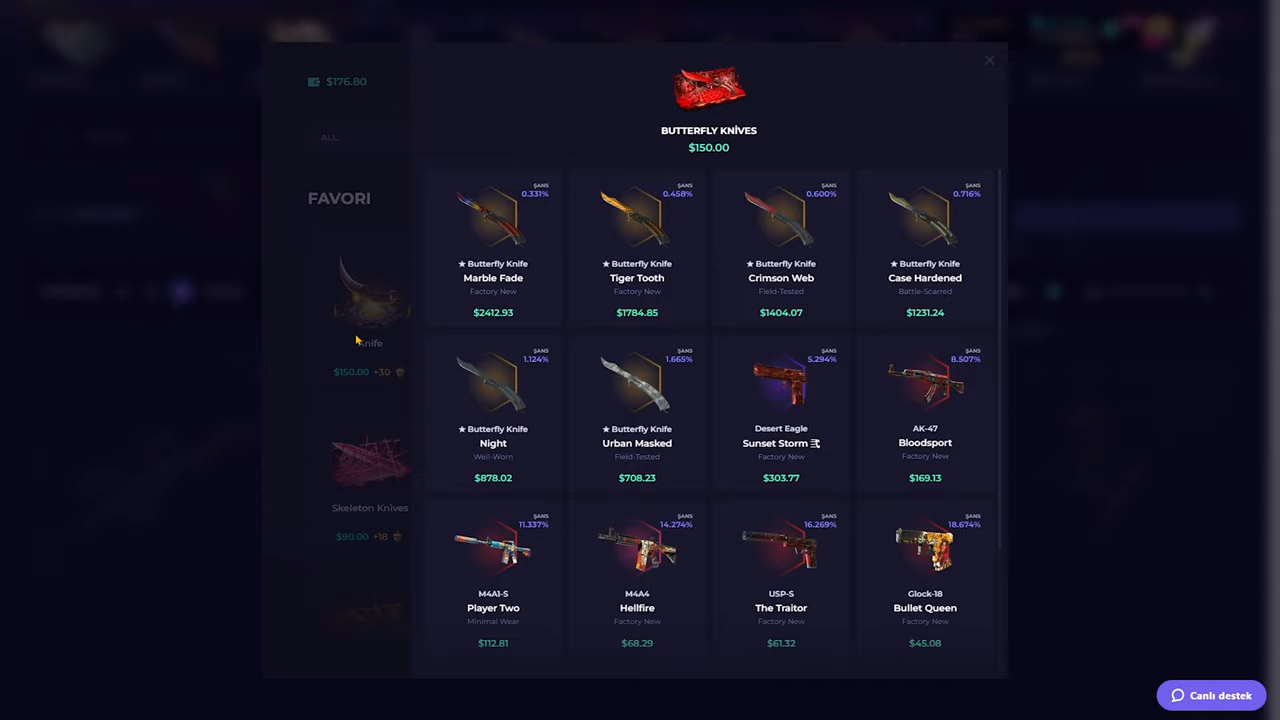 $176.80
ALL
FAVORI
Knife
$150.00 +30
Skeleton Knives
$90.00 +18
BUTTERFLY KNİVES
$150.00
ŞANS
0.331%
★ Butterfly Knife
Marble Fade
Factory New
$2412.93
ŞANS
0.458%
★ Butterfly Knife
Tiger Tooth
Factory New
$1784.85
ŞANS
0.600%
★ Butterfly Knife
Crimson Web
Field-Tested
$1404.07
ŞANS
0.716%
★ Butterfly Knife
Case Hardened
Battle-Scarred
$1231.24
ŞANS
1.124%
★ Butterfly Knife
Night
Well-Worn
$878.02
ŞANS
1.665%
★ Butterfly Knife
Urban Masked
Field-Tested
$708.23
ŞANS
5.294%
Desert Eagle
Sunset Storm 弐
Factory New
$303.77
ŞANS
8.507%
AK-47
Bloodsport
Factory New
$169.13
ŞANS
11.337%
M4A1-S
Player Two
Minimal Wear
$112.81
ŞANS
14.274%
M4A4
Hellfire
Factory New
$68.29
ŞANS
16.269%
USP-S
The Traitor
Factory New
$61.32
ŞANS
18.674%
Glock-18
Bullet Queen
Factory New
$45.08
Canlı destek